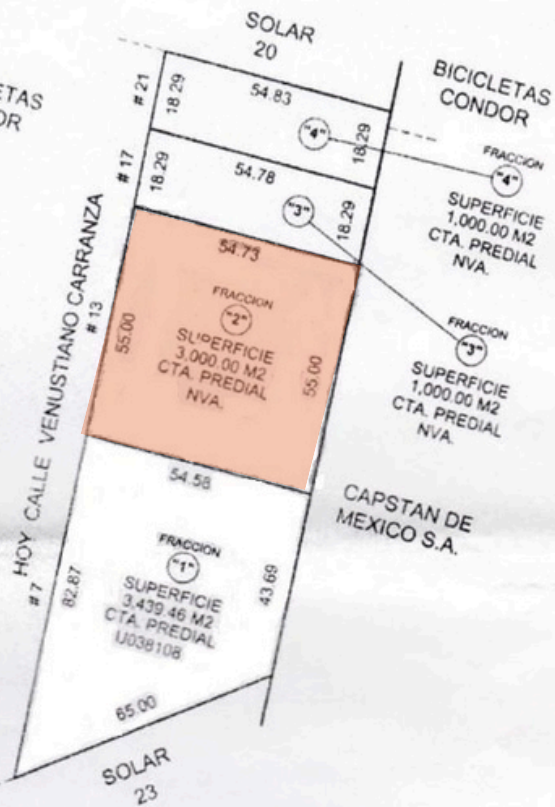 SOLAR
20
BICICLETAS
CONDOR
# 21
18.29
54.83
"4"
18.29
FRACCION
"4"
SUPERFICIE
1,000.00 M2
CTA. PREDIAL
NVA.
# 17
18.29
54.78
"3"
18.29
FRACCION
"3"
SUPERFICIE
1,000.00 M2
CTA. PREDIAL
NVA.
HOY CALLE VENUSTIANO CARRANZA
# 13
54.73
55.00
FRACCION
"2"
SUPERFICIE
3,000.00 M2
CTA. PREDIAL
NVA.
55.00
54.58
CAPSTAN DE
MEXICO S.A.
# 7
82.87
FRACCION
"1"
SUPERFICIE
3,439.46 M2
CTA. PREDIAL
U038108
43.69
65.00
SOLAR
23